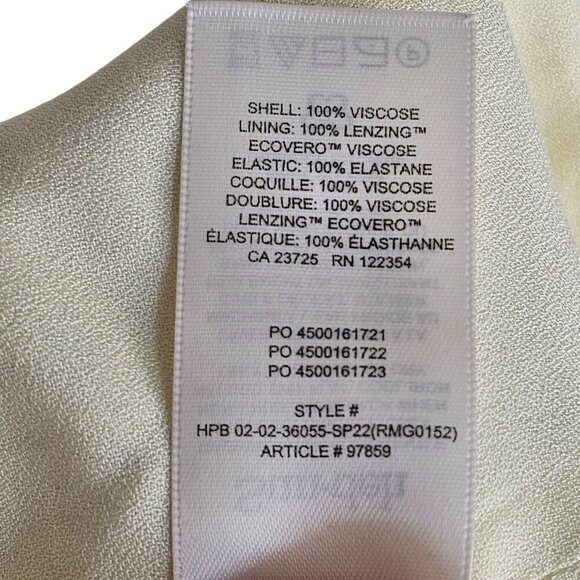 SHELL: 100% VISCOSE
LINING: 100% LENZING™
ECOVERO™ VISCOSE
ELASTIC: 100% ELASTANE
COQUILLE: 100% VISCOSE
DOUBLURE: 100% VISCOSE
LENZING™ ECOVERO™
ÉLASTIQUE: 100% ÉLASTHANNE
CA 23725 RN 122354
PO 4500161721
PO 4500161722
PO 4500161723
STYLE #
HPB 02-02-36055-SP22(RMG0152)
ARTICLE # 97859